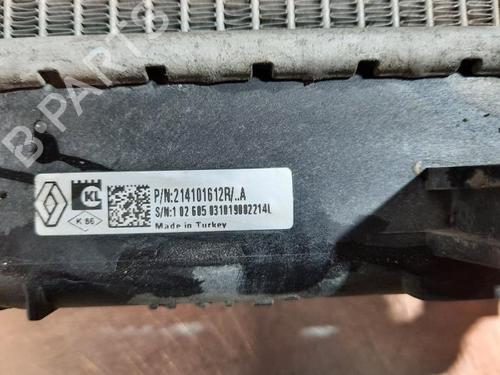 B-PARTS
KL
K 86
P/N:214101612R/..A
S/N:1 02 605 031019002214L
Made in Turkey